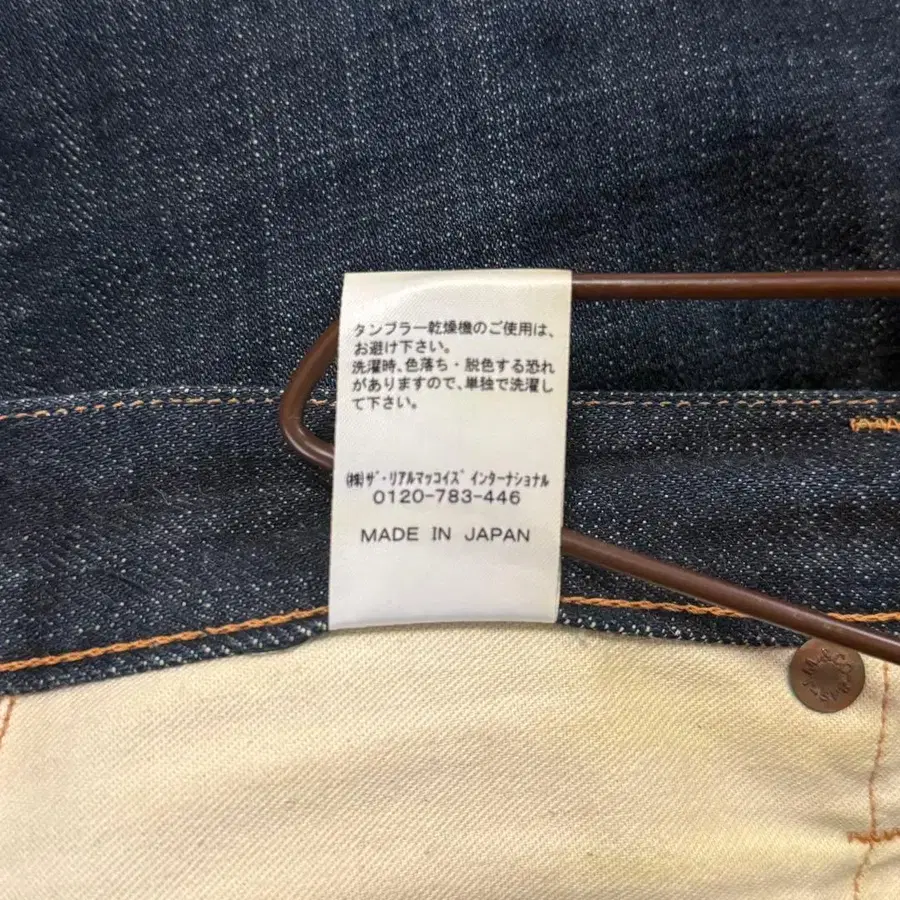 タンブラー乾燥機のご使用は、
お避け下さい。
洗濯時、色落ち・脱色する恐れ
がありますので、単独で洗濯し
て下さい。
㈱ｻﾞ･ﾘｱﾙﾏｯｺｲｽﾞ ｲﾝﾀｰﾅｼｮﾅﾙ
0120-783-446
MADE IN JAPAN